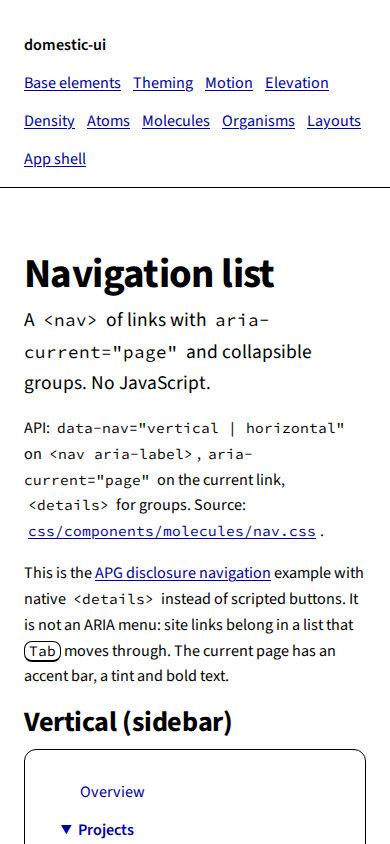 domestic-ui
Base elements Theming Motion Elevation
Density Atoms Molecules Organisms Layouts
App shell
Navigation list
A <nav> of links with aria-
current="page" and collapsible
groups. No JavaScript.
API: data-nav="vertical | horizontal"
on <nav aria-label>, aria-
current="page" on the current link,
<details> for groups. Source:
css/components/molecules/nav.css.
This is the APG disclosure navigation example with
native <details> instead of scripted buttons. It
is not an ARIA menu: site links belong in a list that
Tab moves through. The current page has an
accent bar, a tint and bold text.
Vertical (sidebar)
Overview
▼ Projects